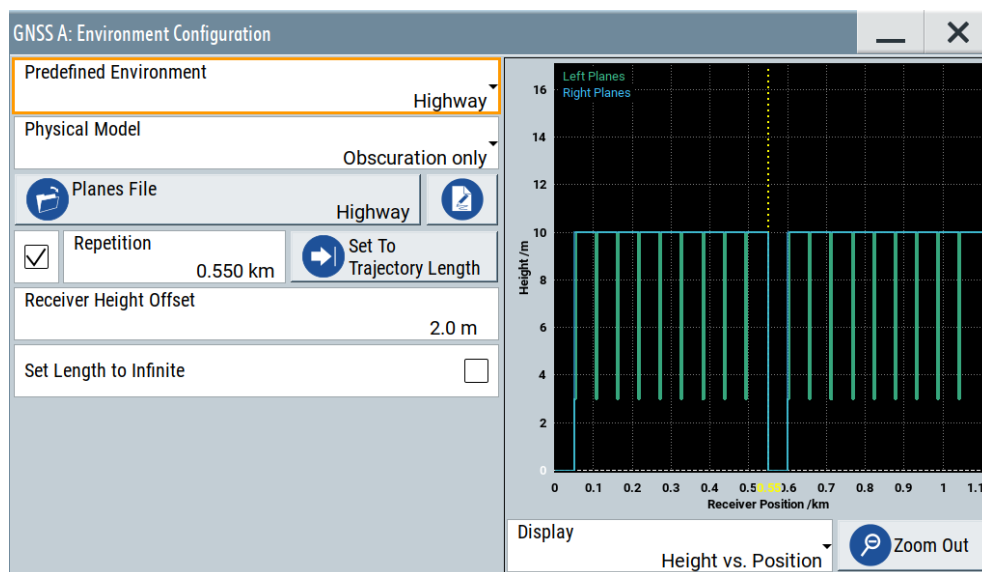 GNSS A: Environment Configuration
Predefined Environment
Highway
Physical Model
Obscuration only
Planes File
Highway
Repetition
0.550 km
Set To
Trajectory Length
Receiver Height Offset
2.0 m
Set Length to Infinite
Left Planes
Right Planes
Height /m
16
14
12
10
8
6
4
2
0
0 0.1 0.2 0.3 0.4 0.5 0.6 0.7 0.8 0.9 1 1.1
Receiver Position /km
Display
Height vs. Position
Zoom Out